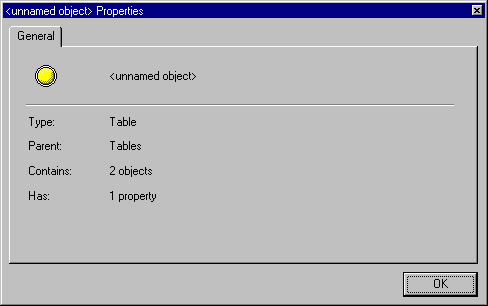 <unnamed object> Properties
General
<unnamed object>
Type: Table
Parent: Tables
Contains: 2 objects
Has: 1 property
OK